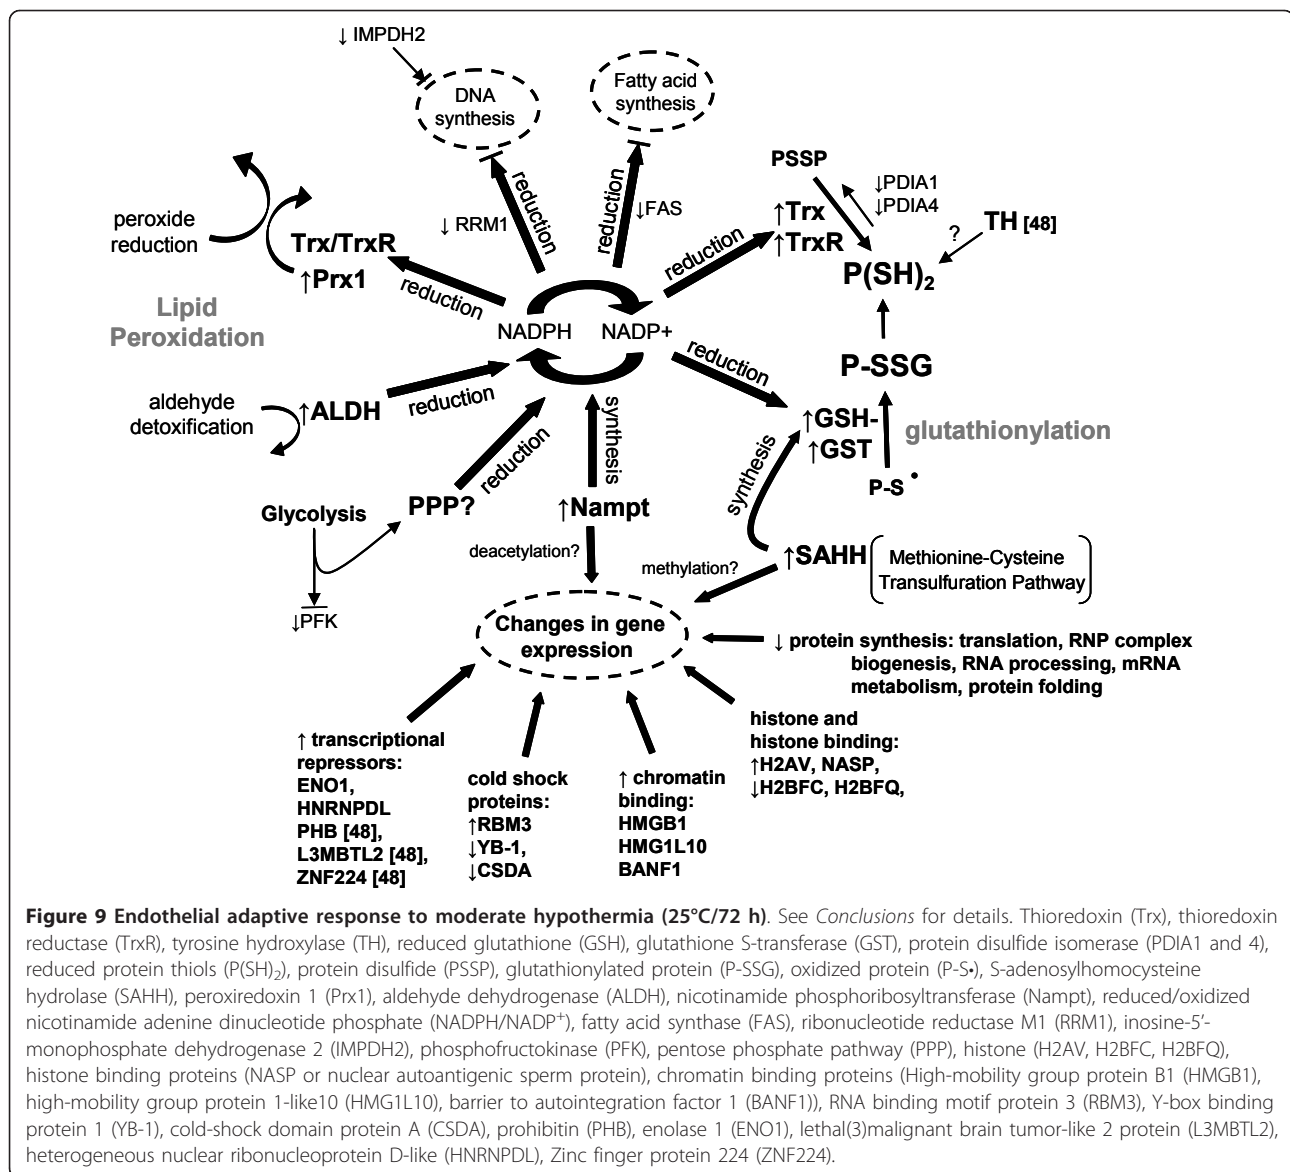 ↓ IMPDH2
DNA
synthesis
Fatty acid
synthesis
reduction
reduction
↓ RRM1
↓FAS
peroxide
reduction
Trx/TrxR
↑Prx1
reduction
Lipid
Peroxidation
NADPH
NADP+
reduction
↑Trx
↑TrxR
PSSP
↓PDIA1
↓PDIA4
?
TH [48]
P(SH)2
P-SSG
reduction
↑GSH-
↑GST
glutathionylation
P-S•
aldehyde
detoxification
↑ALDH
reduction
reduction
synthesis
synthesis
Glycolysis
PPP?
↑Nampt
↓PFK
deacetylation?
methylation?
↑SAHH
Methionine-Cysteine
Transulfuration Pathway
Changes in gene
expression
↓ protein synthesis: translation, RNP complex
biogenesis, RNA processing, mRNA
metabolism, protein folding
↑ transcriptional
repressors:
ENO1,
HNRNPDL
PHB [48],
L3MBTL2 [48],
ZNF224 [48]
cold shock
proteins:
↑RBM3
↓YB-1,
↓CSDA
↑ chromatin
binding:
HMGB1
HMG1L10
BANF1
histone and
histone binding:
↑H2AV, NASP,
↓H2BFC, H2BFQ,
Figure 9 Endothelial adaptive response to moderate hypothermia (25°C/72 h). See Conclusions for details. Thioredoxin (Trx), thioredoxin
reductase (TrxR), tyrosine hydroxylase (TH), reduced glutathione (GSH), glutathione S-transferase (GST), protein disulfide isomerase (PDIA1 and 4),
reduced protein thiols (P(SH)2), protein disulfide (PSSP), glutathionylated protein (P-SSG), oxidized protein (P-S•), S-adenosylhomocysteine
hydrolase (SAHH), peroxiredoxin 1 (Prx1), aldehyde dehydrogenase (ALDH), nicotinamide phosphoribosyltransferase (Nampt), reduced/oxidized
nicotinamide adenine dinucleotide phosphate (NADPH/NADP+), fatty acid synthase (FAS), ribonucleotide reductase M1 (RRM1), inosine-5'-
monophosphate dehydrogenase 2 (IMPDH2), phosphofructokinase (PFK), pentose phosphate pathway (PPP), histone (H2AV, H2BFC, H2BFQ),
histone binding proteins (NASP or nuclear autoantigenic sperm protein), chromatin binding proteins (High-mobility group protein B1 (HMGB1),
high-mobility group protein 1-like10 (HMG1L10), barrier to autointegration factor 1 (BANF1)), RNA binding motif protein 3 (RBM3), Y-box binding
protein 1 (YB-1), cold-shock domain protein A (CSDA), prohibitin (PHB), enolase 1 (ENO1), lethal(3)malignant brain tumor-like 2 protein (L3MBTL2),
heterogeneous nuclear ribonucleoprotein D-like (HNRNPDL), Zinc finger protein 224 (ZNF224).